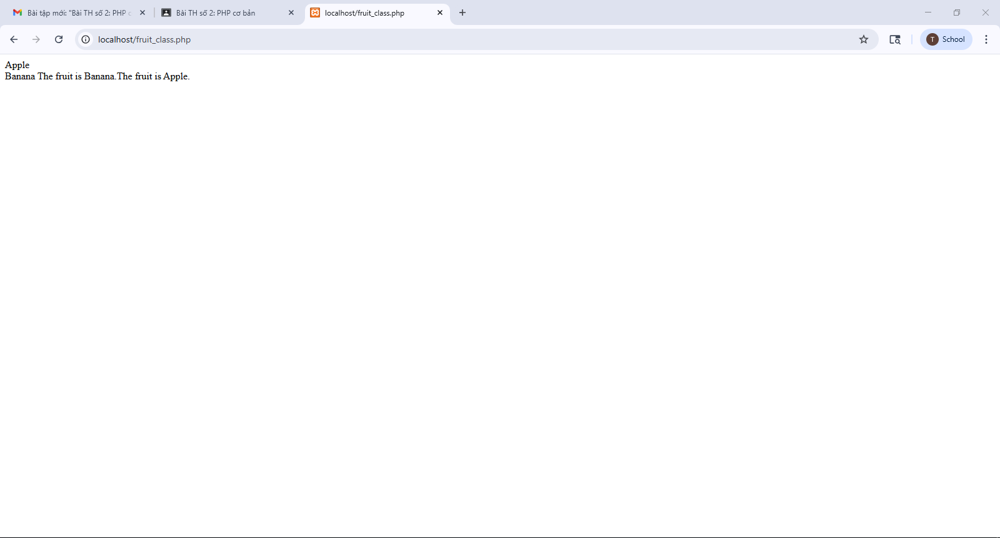 Bài tập mới: "Bài TH số 2: PHP
Bài TH số 2: PHP cơ bản
localhost/fruit_class.php
localhost/fruit_class.php
T
School
Apple
Banana The fruit is Banana.The fruit is Apple.